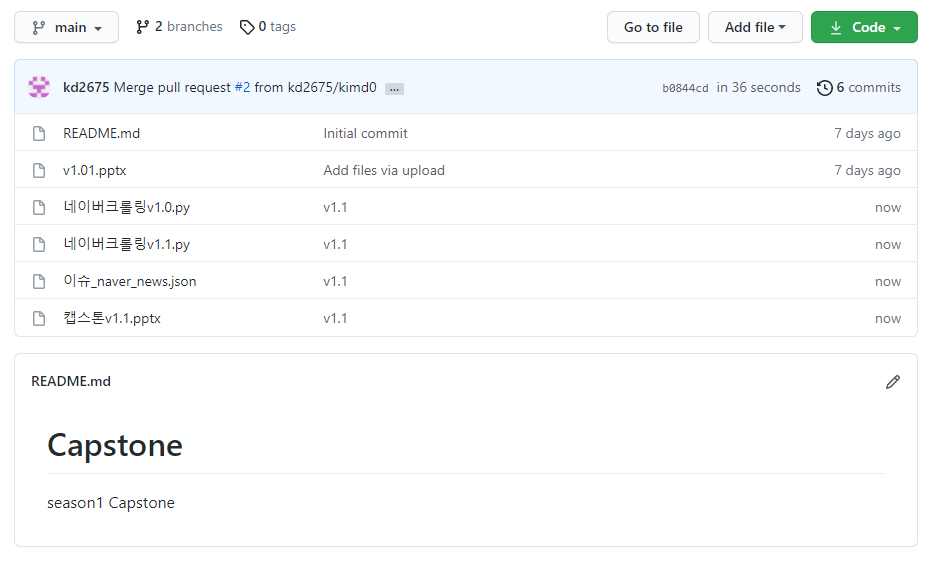 main 2 branches 0 tags Go to file Add file Code
kd2675 Merge pull request #2 from kd2675/kimd0 ... b0844cd in 36 seconds 6 commits
README.md Initial commit 7 days ago
v1.01.pptx Add files via upload 7 days ago
네이버크롤링v1.0.py v1.1 now
네이버크롤링v1.1.py v1.1 now
이슈_naver_news.json v1.1 now
캡스톤v1.1.pptx v1.1 now
README.md
Capstone
season1 Capstone